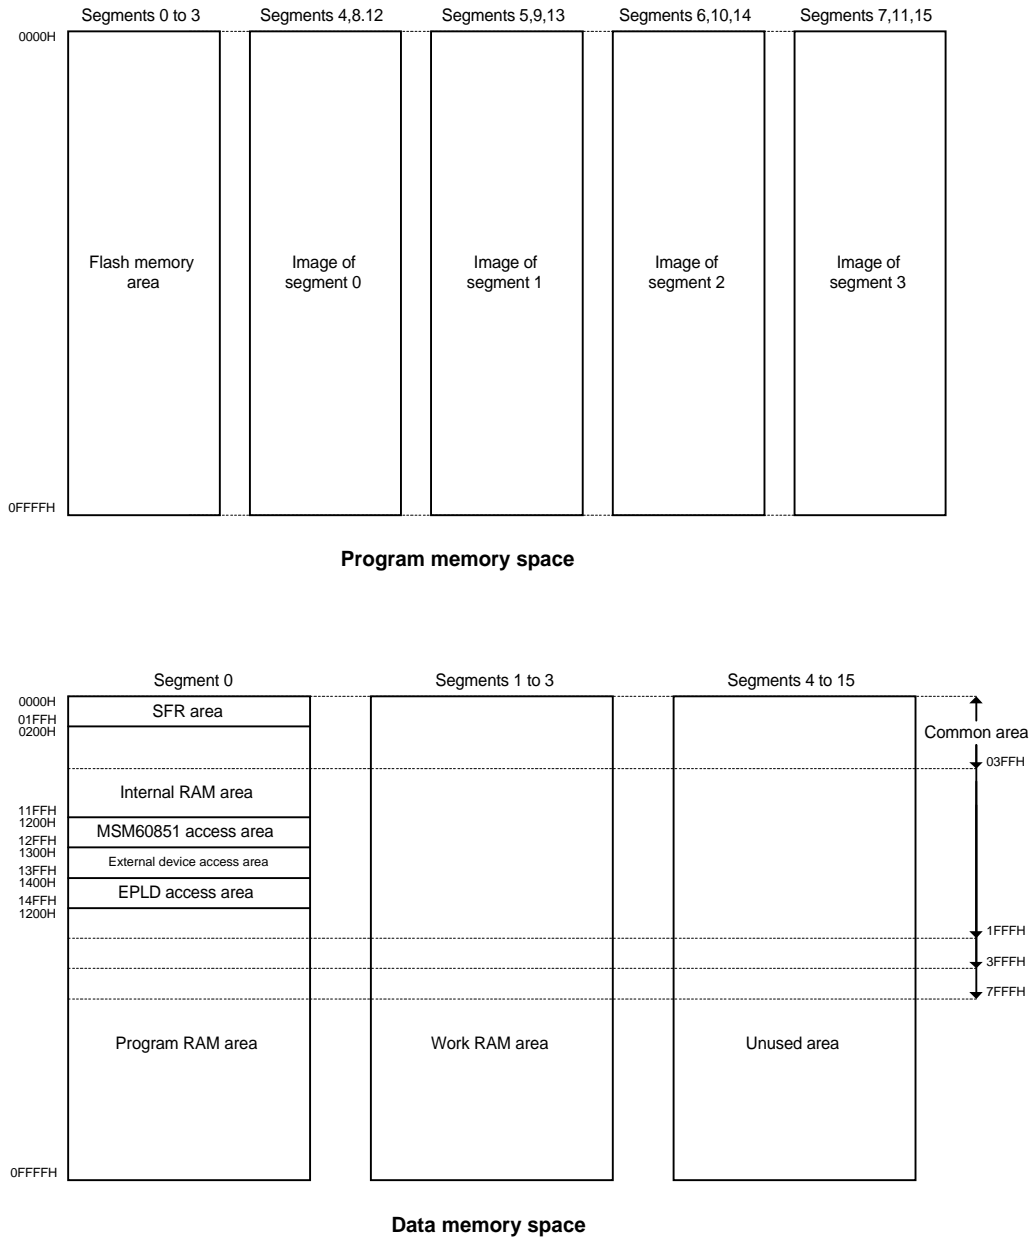 Segments 0 to 3
Segments 4,8.12
Segments 5,9,13
Segments 6,10,14
Segments 7,11,15
0000H
Flash memory
area
Image of
segment 0
Image of
segment 1
Image of
segment 2
Image of
segment 3
0FFFFH
Program memory space
Segment 0
Segments 1 to 3
Segments 4 to 15
0000H
SFR area
01FFH
0200H
Common area
03FFH
Internal RAM area
11FFH
1200H
MSM60851 access area
12FFH
1300H
External device access area
13FFH
1400H
EPLD access area
14FFH
1200H
1FFFH
3FFFH
7FFFH
Program RAM area
Work RAM area
Unused area
0FFFFH
Data memory space